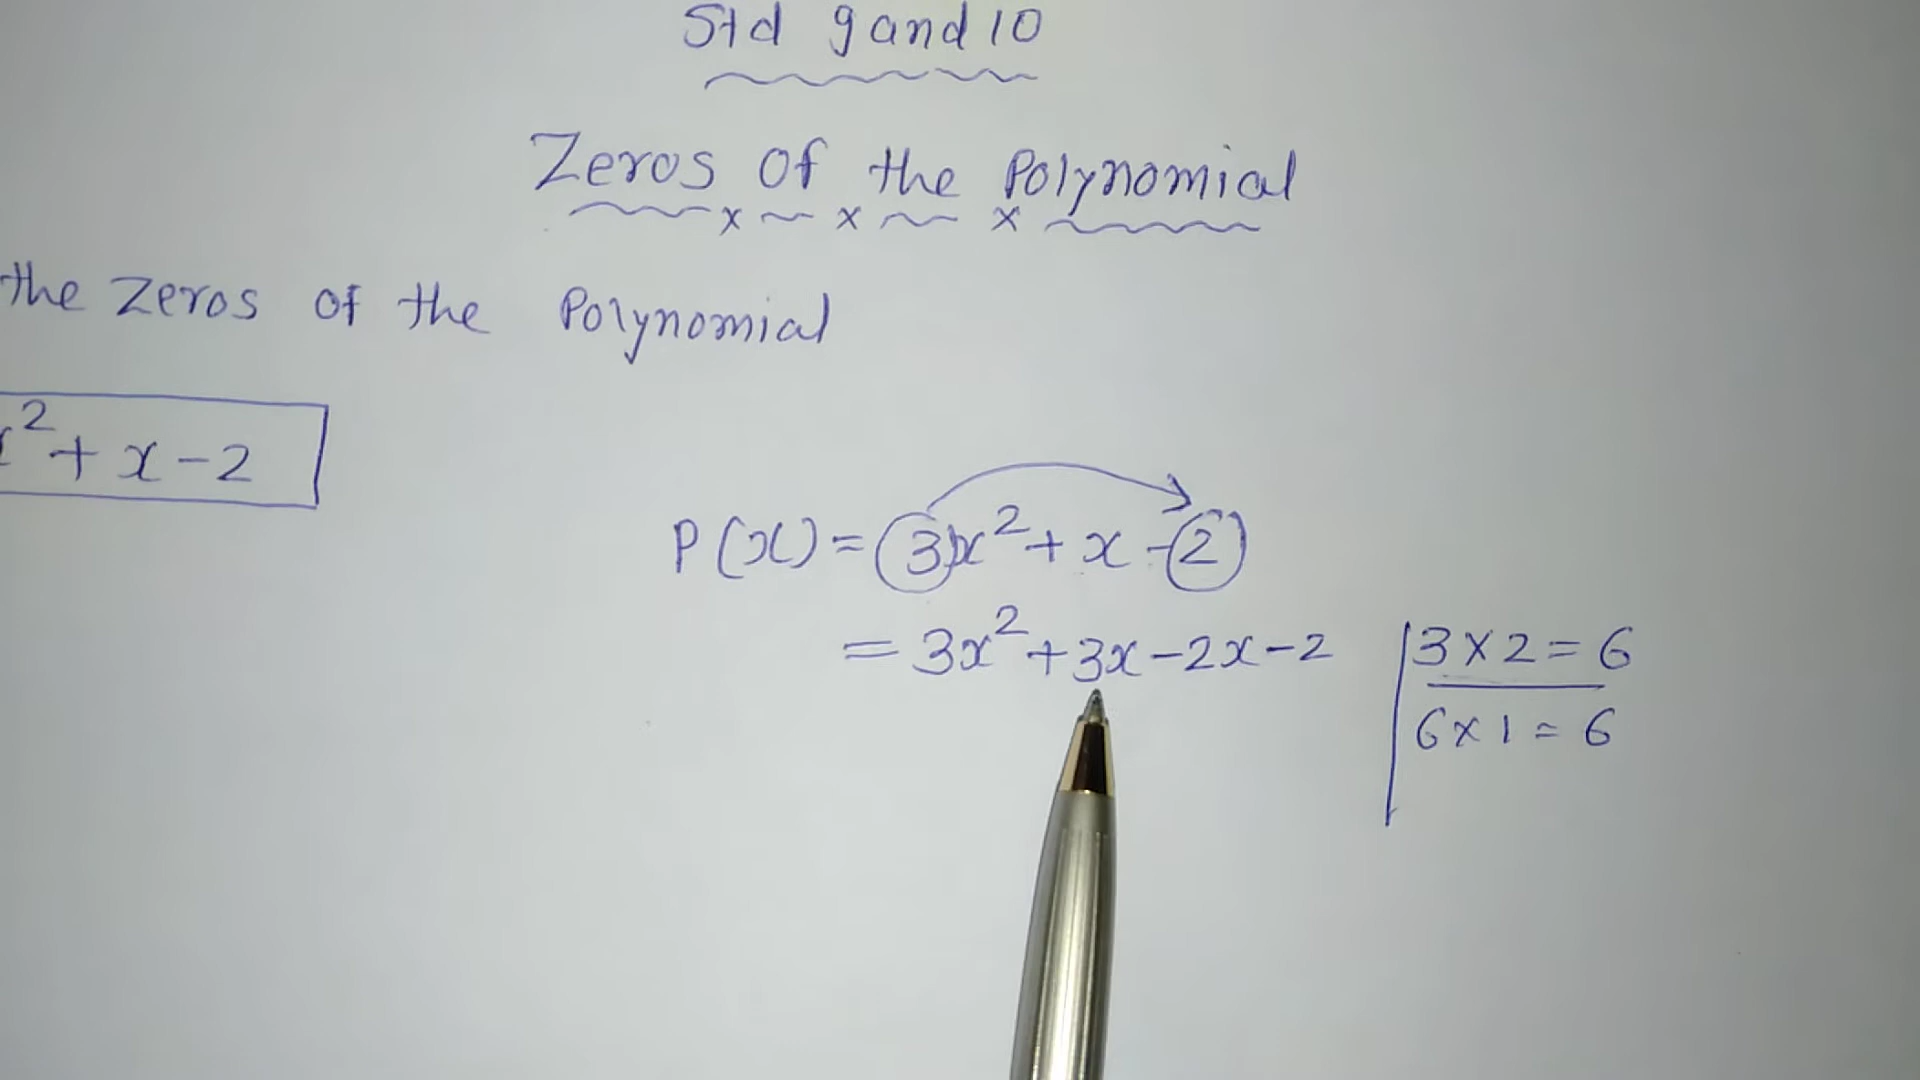 Std 9 and 10
Zeros of the Polynomial
the zeros of the Polynomial
x² + x - 2
P(x) = 3x² + x - 2
= 3x² + 3x - 2x - 2
3 × 2 = 6
6 × 1 = 6